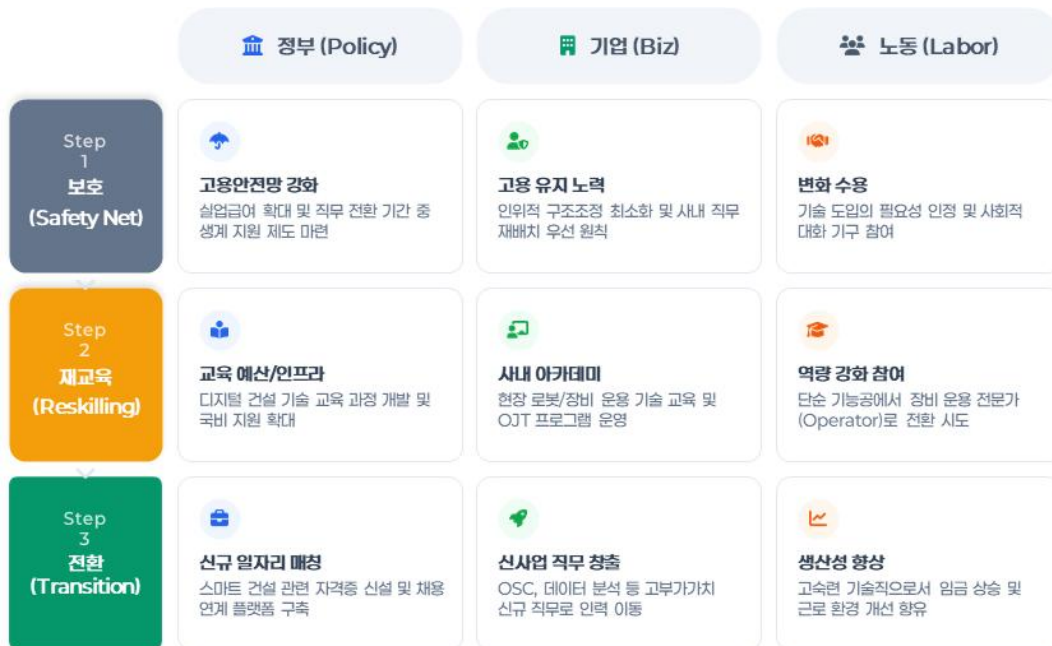 정부 (Policy)
기업 (Biz)
노동 (Labor)
Step
1
보호
(Safety Net)
고용안전망 강화
실업급여 확대 및 직무 전환 기간 중
생계 지원 제도 마련
고용 유지 노력
인위적 구조조정 최소화 및 사내 직무
재배치 우선 원칙
변화 수용
기술 도입의 필요성 인정 및 사회적
대화 기구 참여
Step
2
재교육
(Reskilling)
교육 예산/인프라
디지털 건설 기술 교육 과정 개발 및
국비 지원 확대
사내 아카데미
현장 로봇/장비 운용 기술 교육 및
OJT 프로그램 운영
역량 강화 참여
단순 기능공에서 장비 운용 전문가
(Operator)로 전환 시도
Step
3
전환
(Transition)
신규 일자리 매칭
스마트 건설 관련 자격증 신설 및 채용
연계 플랫폼 구축
신사업 직무 창출
OSC, 데이터 분석 등 고부가가치
신규 직무로 인력 이동
생산성 향상
고숙련 기술직으로서 임금 상승 및
근로 환경 개선 향유